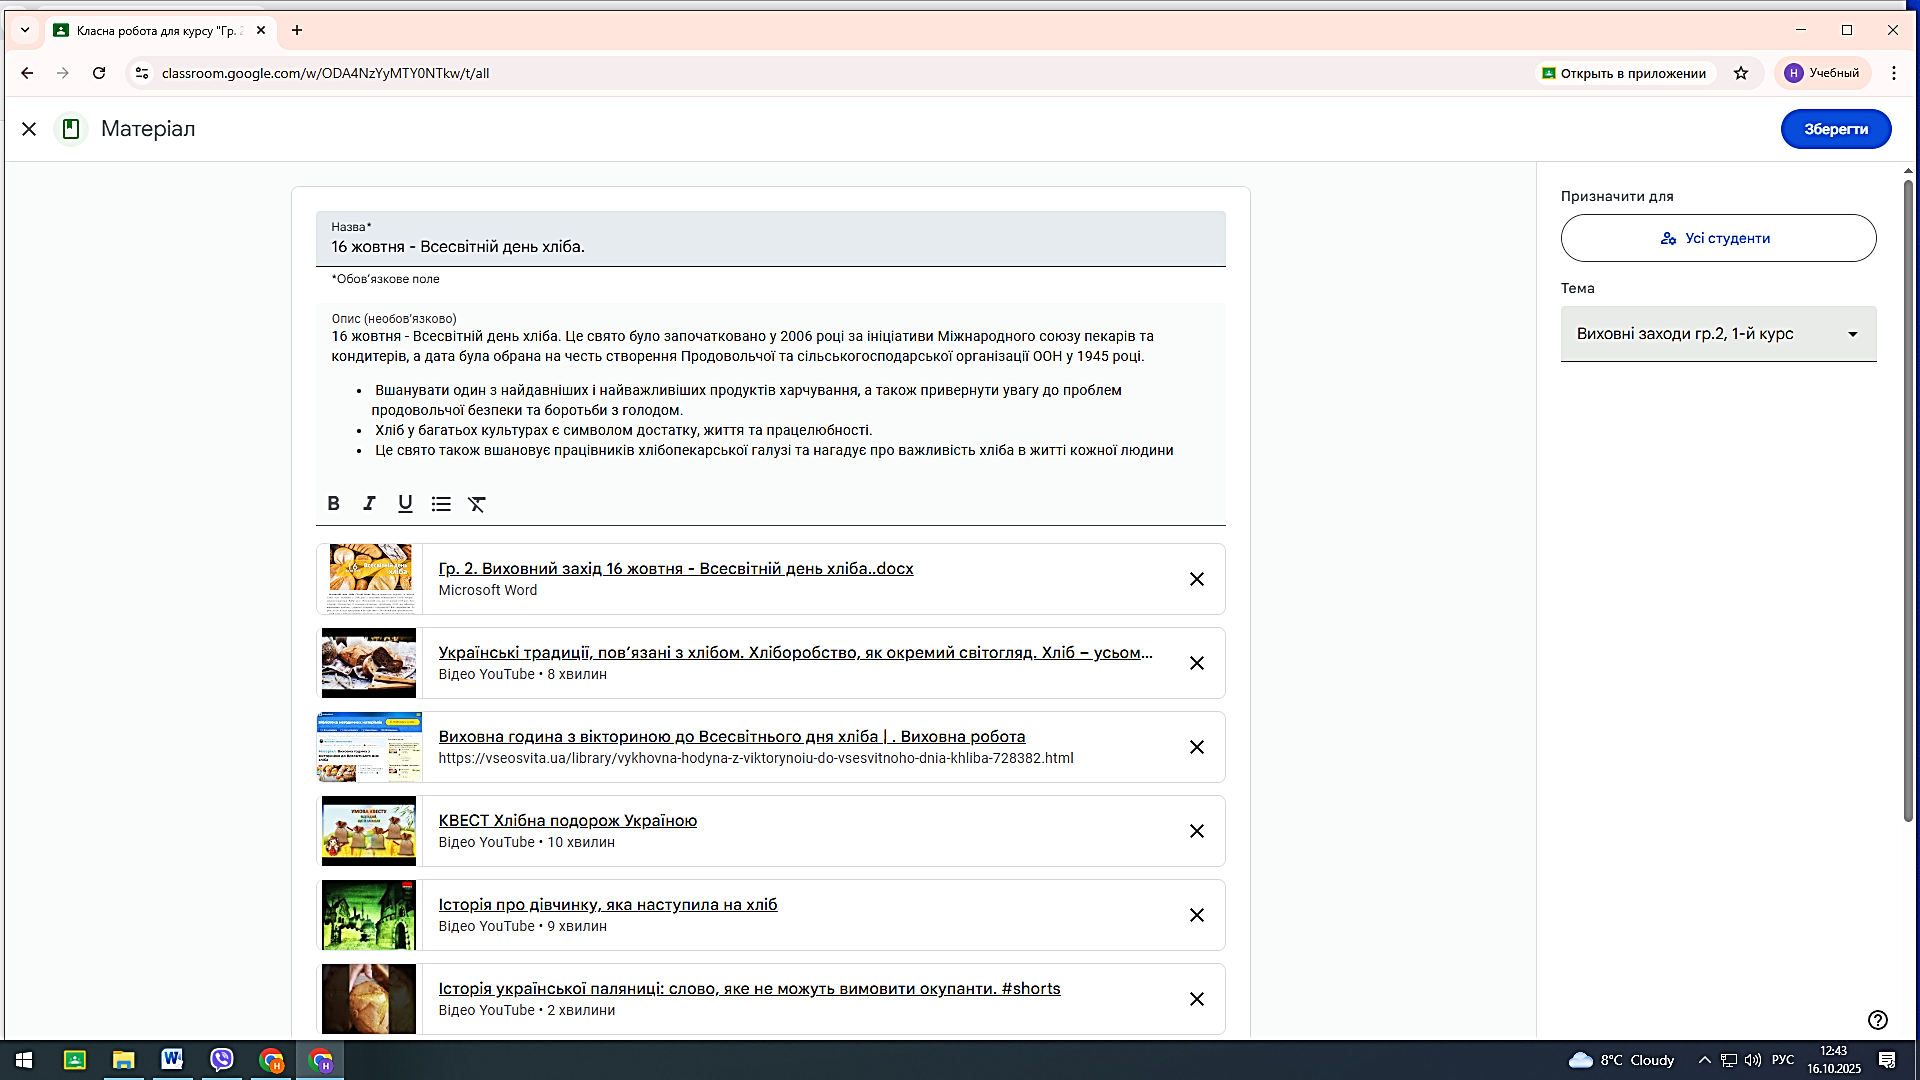 Класна робота для курсу "Гр. 2
classroom.google.com/w/ODA4NzYyMTY0NTkw/t/all
Открыть в приложении
Н
Учебный
Матеріал
Зберегти
Назва*
16 жовтня - Всесвітній день хліба.
*Обов’язкове поле
Опис (необов’язково)
16 жовтня - Всесвітній день хліба. Це свято було започатковано у 2006 році за ініціативи Міжнародного союзу пекарів та
кондитерів, а дата була обрана на честь створення Продовольчої та сільськогосподарської організації ООН у 1945 році.
• Вшанувати один з найдавніших і найважливіших продуктів харчування, а також привернути увагу до проблем
продовольчої безпеки та боротьби з голодом.
• Хліб у багатьох культурах є символом достатку, життя та працелюбності.
• Це свято також вшановує працівників хлібопекарської галузі та нагадує про важливість хліба в житті кожної людини
B I U
Гр. 2. Виховний захід 16 жовтня - Всесвітній день хліба..docx
Microsoft Word
Українські традиції, пов’язані з хлібом. Хліборобство, як окремий світогляд. Хліб – усьом...
Відео YouTube • 8 хвилин
Виховна година з вікториною до Всесвітнього дня хліба | . Виховна робота
https://vseosvita.ua/library/vykhovna-hodyna-z-viktorynoiu-do-vsesvitnoho-dnia-khliba-728382.html
УМОВА КВЕСТУ
КВЕСТ Хлібна подорож Україною
Відео YouTube • 10 хвилин
Історія про дівчинку, яка наступила на хліб
Відео YouTube • 9 хвилин
Історія української паляниці: слово, яке не можуть вимовити окупанти. #shorts
Відео YouTube • 2 хвилини
Призначити для
Усі студенти
Тема
Виховні заходи гр.2, 1-й курс
8°C Cloudy
РУС
12:43
16.10.2025